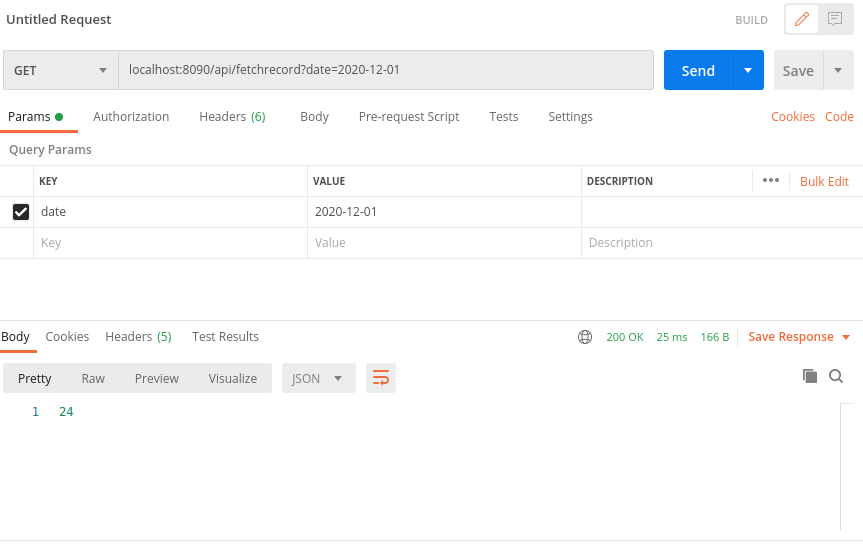 Untitled Request
BUILD
GET
localhost:8090/api/fetchrecord?date=2020-12-01
Send
Save
Params
Authorization
Headers (6)
Body
Pre-request Script
Tests
Settings
Cookies
Code
Query Params
KEY
VALUE
DESCRIPTION
Bulk Edit
date
2020-12-01
Key
Value
Description
Body
Cookies
Headers (5)
Test Results
200 OK
25 ms
166 B
Save Response
Pretty
Raw
Preview
Visualize
JSON
1 24